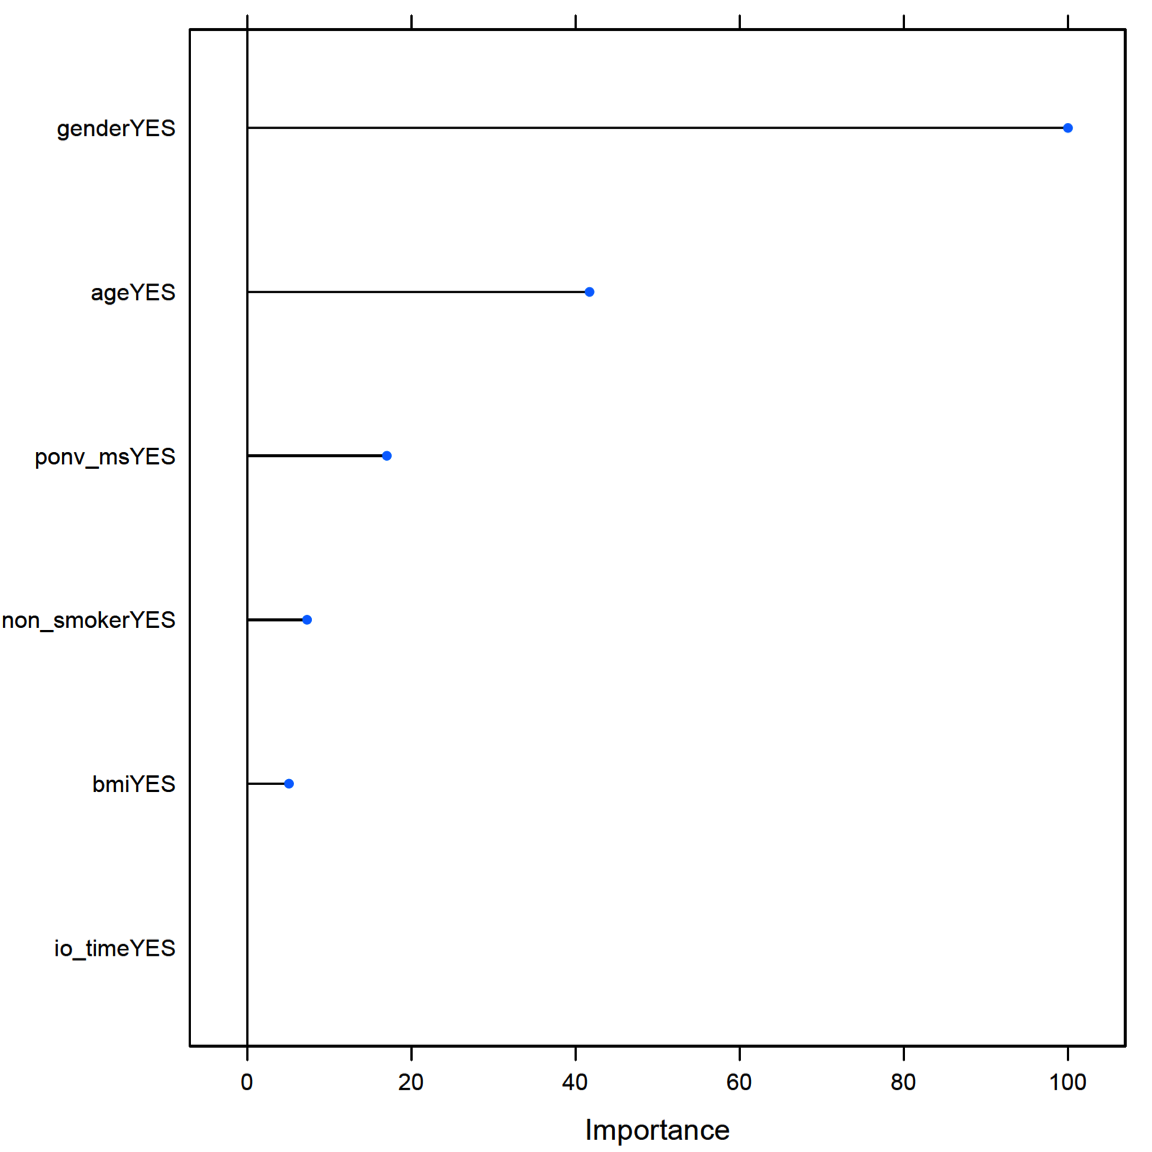 genderYES
ageYES
ponv_msYES
non_smokerYES
bmiYES
io_timeYES
0 20 40 60 80 100
Importance